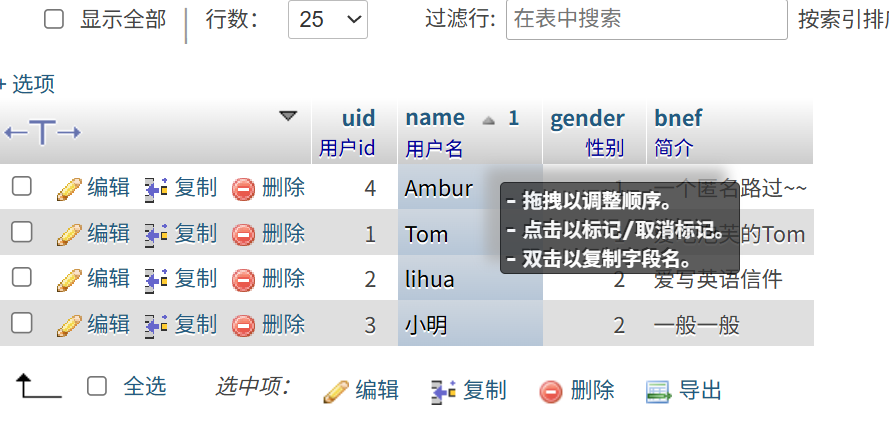 显示全部 行数： 25 过滤行: 在表中搜索 按索引排
+ 选项
uid name 1 gender bnef
用户id 用户名 性别 简介
编辑 复制 删除 4 Ambur 1 一个匿名路过~~
- 拖拽以调整顺序。
编辑 复制 删除 1 Tom 的Tom
- 点击以标记/取消标记。
- 双击以复制字段名。
编辑 复制 删除 2 lihua 2 爱写英语信件
编辑 复制 删除 3 小明 2 一般一般
全选 选中项： 编辑 复制 删除 导出